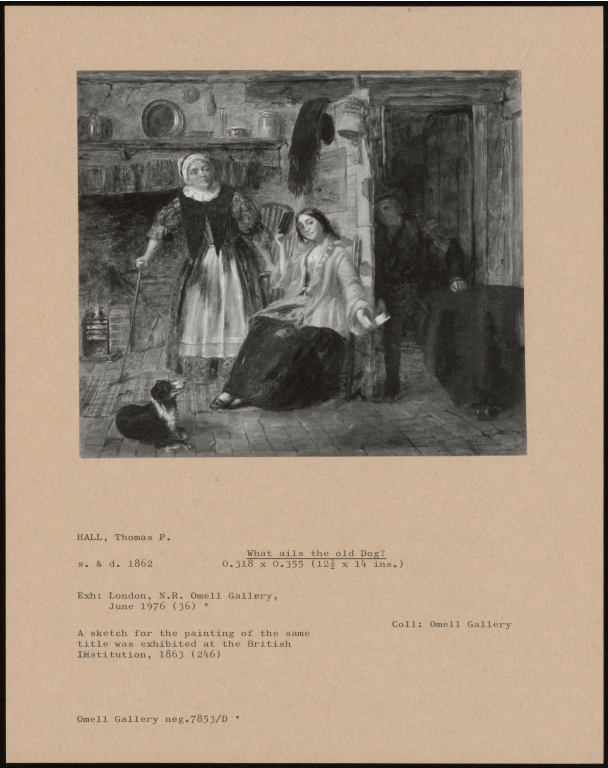 HALL, Thomas P.
What ails the old Dog?
s. & d. 1862 0.318 x 0.355 (12½ x 14 ins.)
Exh: London, N.R. Omell Gallery,
June 1976 (36) *
Coll: Omell Gallery
A sketch for the painting of the same
title was exhibited at the British
Institution, 1863 (246)
Omell Gallery neg.7853/D *